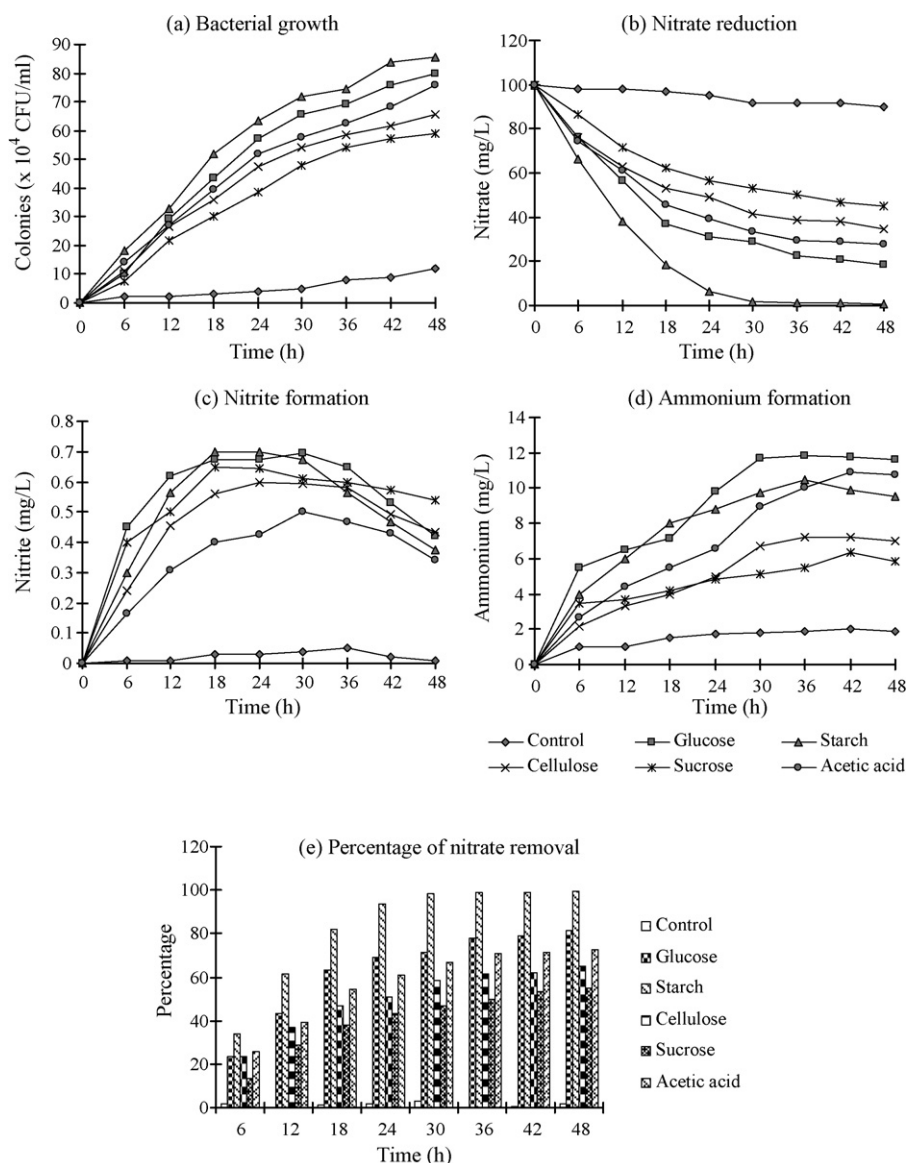 (a) Bacterial growth
90
80
70
60
50
40
30
20
10
0
Colonies (x 10⁴ CFU/ml)
0 6 12 18 24 30 36 42 48
Time (h)
(b) Nitrate reduction
120
100
80
60
40
20
0
Nitrate (mg/L)
0 6 12 18 24 30 36 42 48
Time (h)
(c) Nitrite formation
0.8
0.7
0.6
0.5
0.4
0.3
0.2
0.1
0
Nitrite (mg/L)
0 6 12 18 24 30 36 42 48
Time (h)
(d) Ammonium formation
14
12
10
8
6
4
2
0
Ammonium (mg/L)
0 6 12 18 24 30 36 42 48
Time (h)
Control Glucose Starch
Cellulose Sucrose Acetic acid
(e) Percentage of nitrate removal
120
100
80
60
40
20
0
Percentage
6 12 18 24 30 36 42 48
Time (h)
Control
Glucose
Starch
Cellulose
Sucrose
Acetic acid